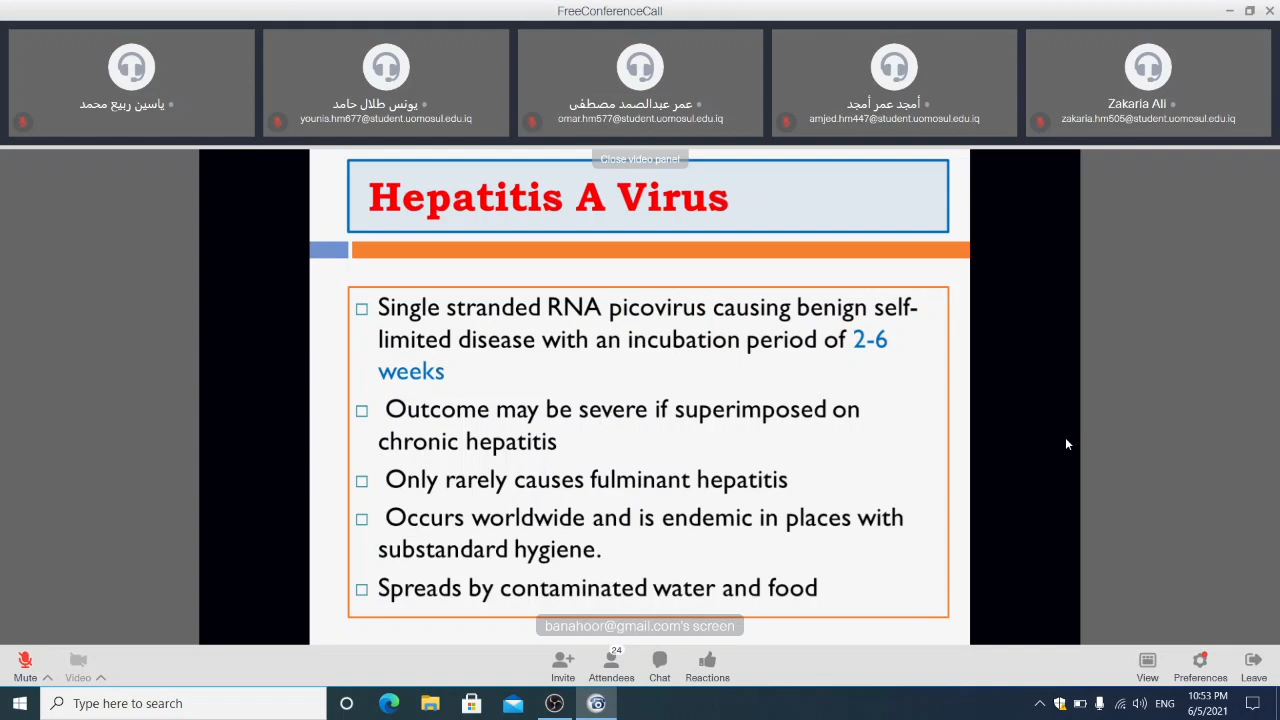 FreeConferenceCall
ياسين ربيع محمد
يونس طلال حامد
younis.hm677@student.uomosul.edu.iq
عمر عبدالصمد مصطفى
omar.hm577@student.uomosul.edu.iq
أمجد عمر أمجد
amjed.hm447@student.uomosul.edu.iq
Zakaria Ali
zakaria.hm505@student.uomosul.edu.iq
Close video panel
Hepatitis A Virus
Single stranded RNA picovirus causing benign self-
limited disease with an incubation period of 2-6
weeks
Outcome may be severe if superimposed on
chronic hepatitis
Only rarely causes fulminant hepatitis
Occurs worldwide and is endemic in places with
substandard hygiene.
Spreads by contaminated water and food
banahoor@gmail.com's screen
Mute
Video
Invite
24
Attendees
Chat
Reactions
View
Preferences
Leave
Type here to search
ENG
10:53 PM
6/5/2021